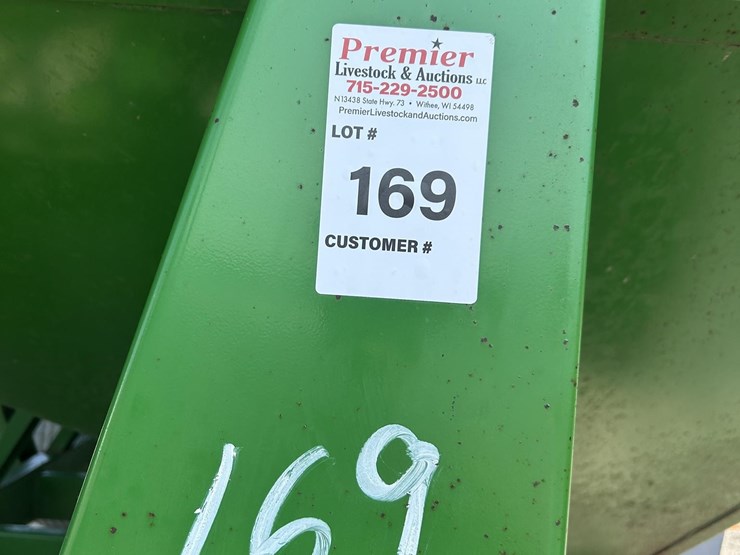 Premier
Livestock & Auctions LLC
715-229-2500
N13438 State Hwy. 73 • Withee, WI 54498
PremierLivestockandAuctions.com
LOT #
169
CUSTOMER #
169